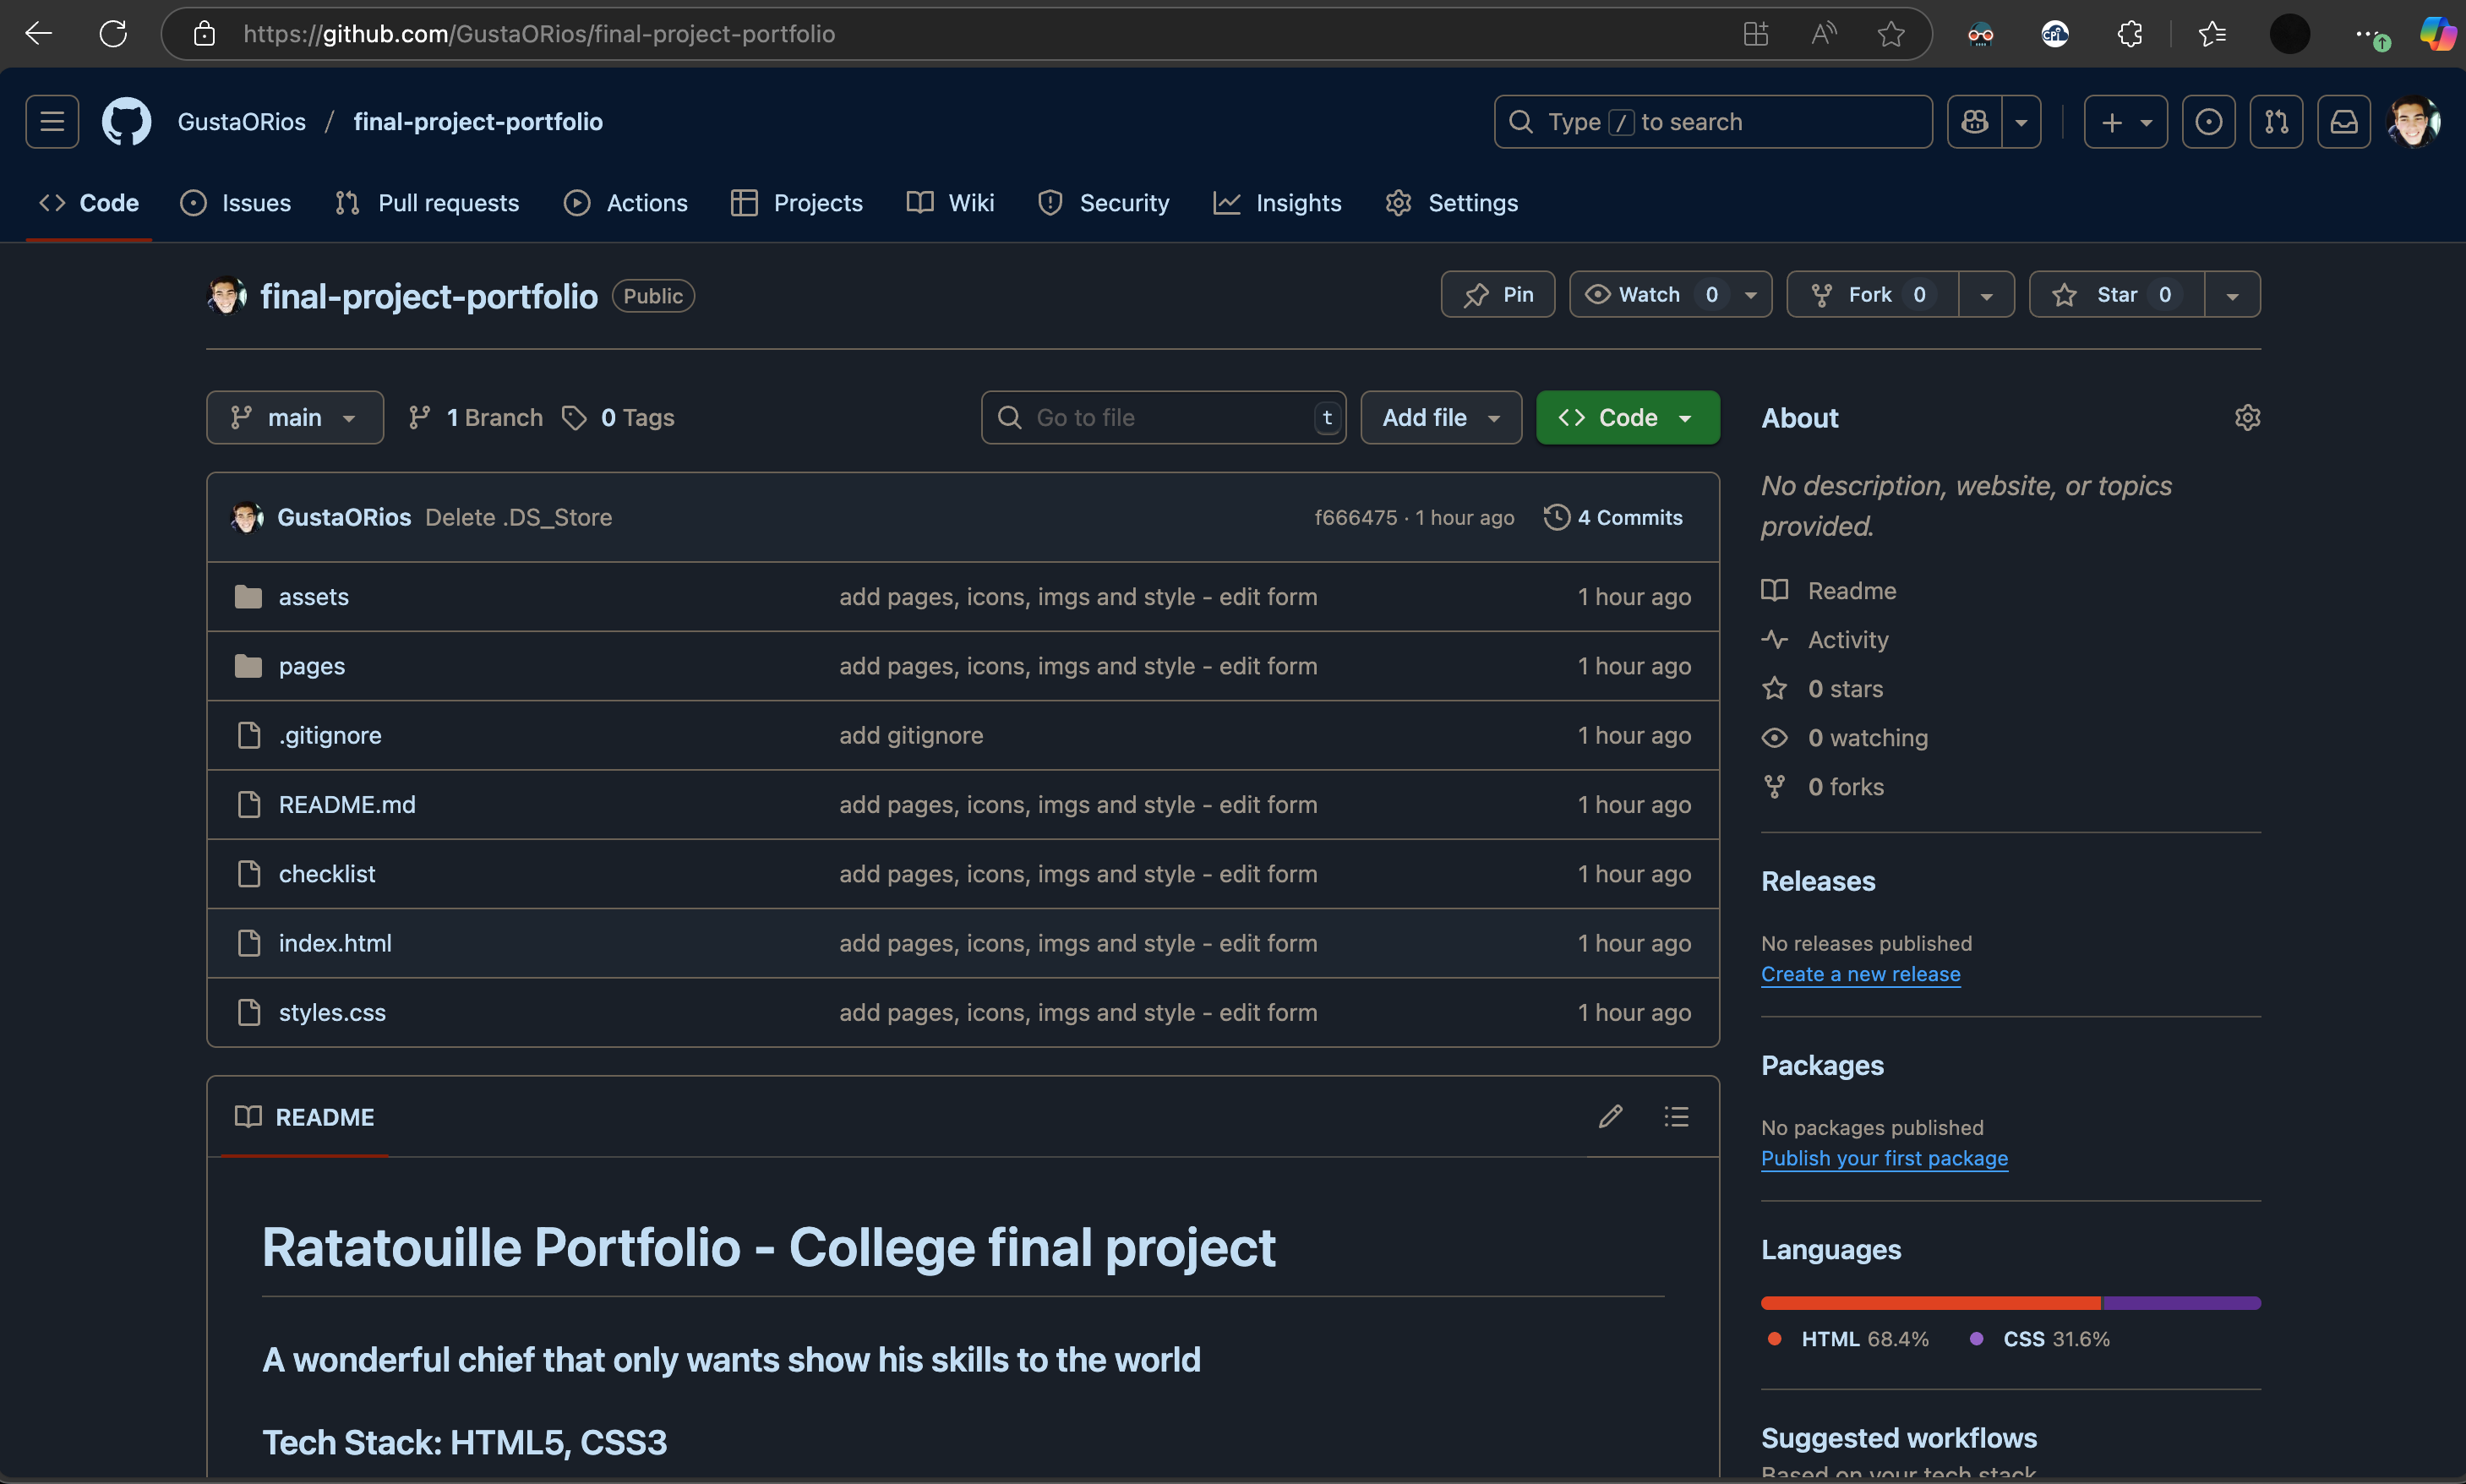 https://github.com/GustaORios/final-project-portfolio
CPi
GustaORios / final-project-portfolio
Type / to search
Code Issues Pull requests Actions Projects Wiki Security Insights Settings
final-project-portfolio Public
Pin Watch 0 Fork 0 Star 0
main 1 Branch 0 Tags
Go to file t Add file Code
GustaORios Delete .DS_Store f666475 · 1 hour ago 4 Commits
assets add pages, icons, imgs and style - edit form 1 hour ago
pages add pages, icons, imgs and style - edit form 1 hour ago
.gitignore add gitignore 1 hour ago
README.md add pages, icons, imgs and style - edit form 1 hour ago
checklist add pages, icons, imgs and style - edit form 1 hour ago
index.html add pages, icons, imgs and style - edit form 1 hour ago
styles.css add pages, icons, imgs and style - edit form 1 hour ago
README
Ratatouille Portfolio - College final project
A wonderful chief that only wants show his skills to the world
Tech Stack: HTML5, CSS3
About
No description, website, or topics
provided.
Readme
Activity
0 stars
0 watching
0 forks
Releases
No releases published
Create a new release
Packages
No packages published
Publish your first package
Languages
HTML 68.4% CSS 31.6%
Suggested workflows
Based on your tech stack